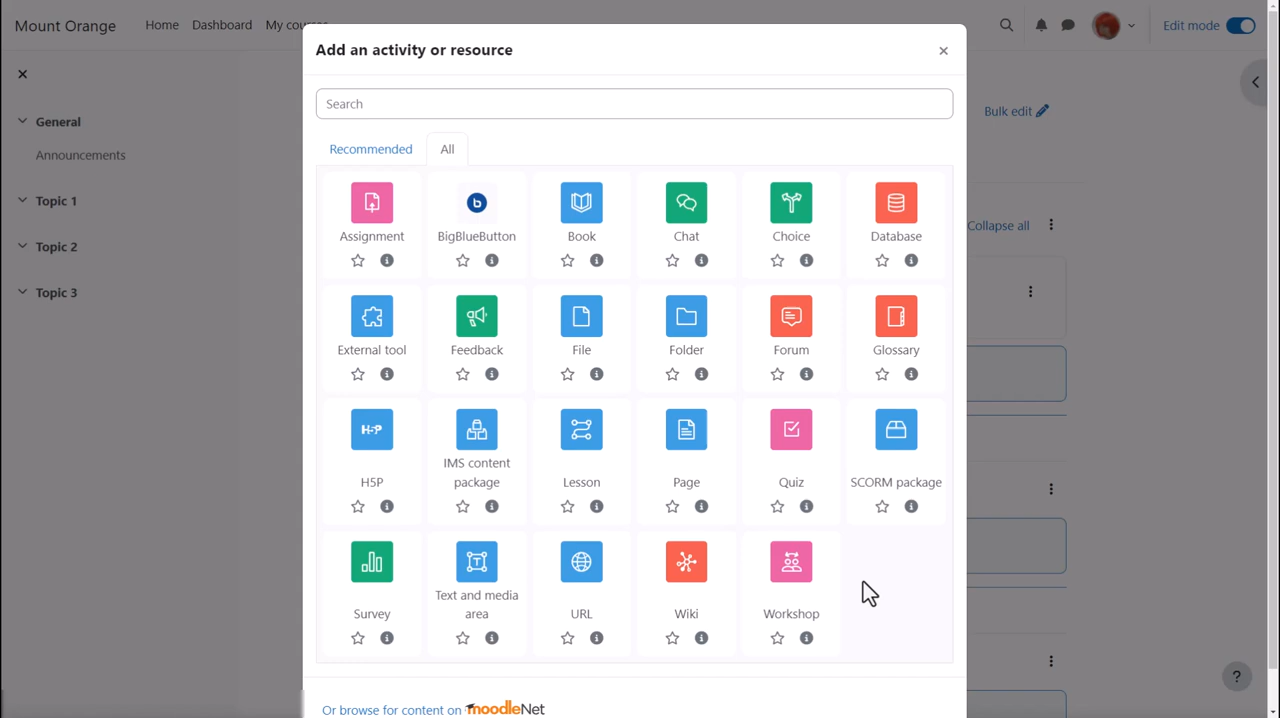 Mount Orange
Home
Dashboard
My cou
Edit mode
Add an activity or resource
Search
Recommended
All
General
Announcements
Topic 1
Topic 2
Topic 3
Bulk edit
Collapse all
Assignment
BigBlueButton
b
Book
Chat
Choice
Database
External tool
Feedback
File
Folder
Forum
Glossary
H5P
H5P
IMS content
package
Lesson
Page
Quiz
SCORM package
Survey
Text and media
area
T
URL
Wiki
Workshop
Or browse for content on moodleNet
?